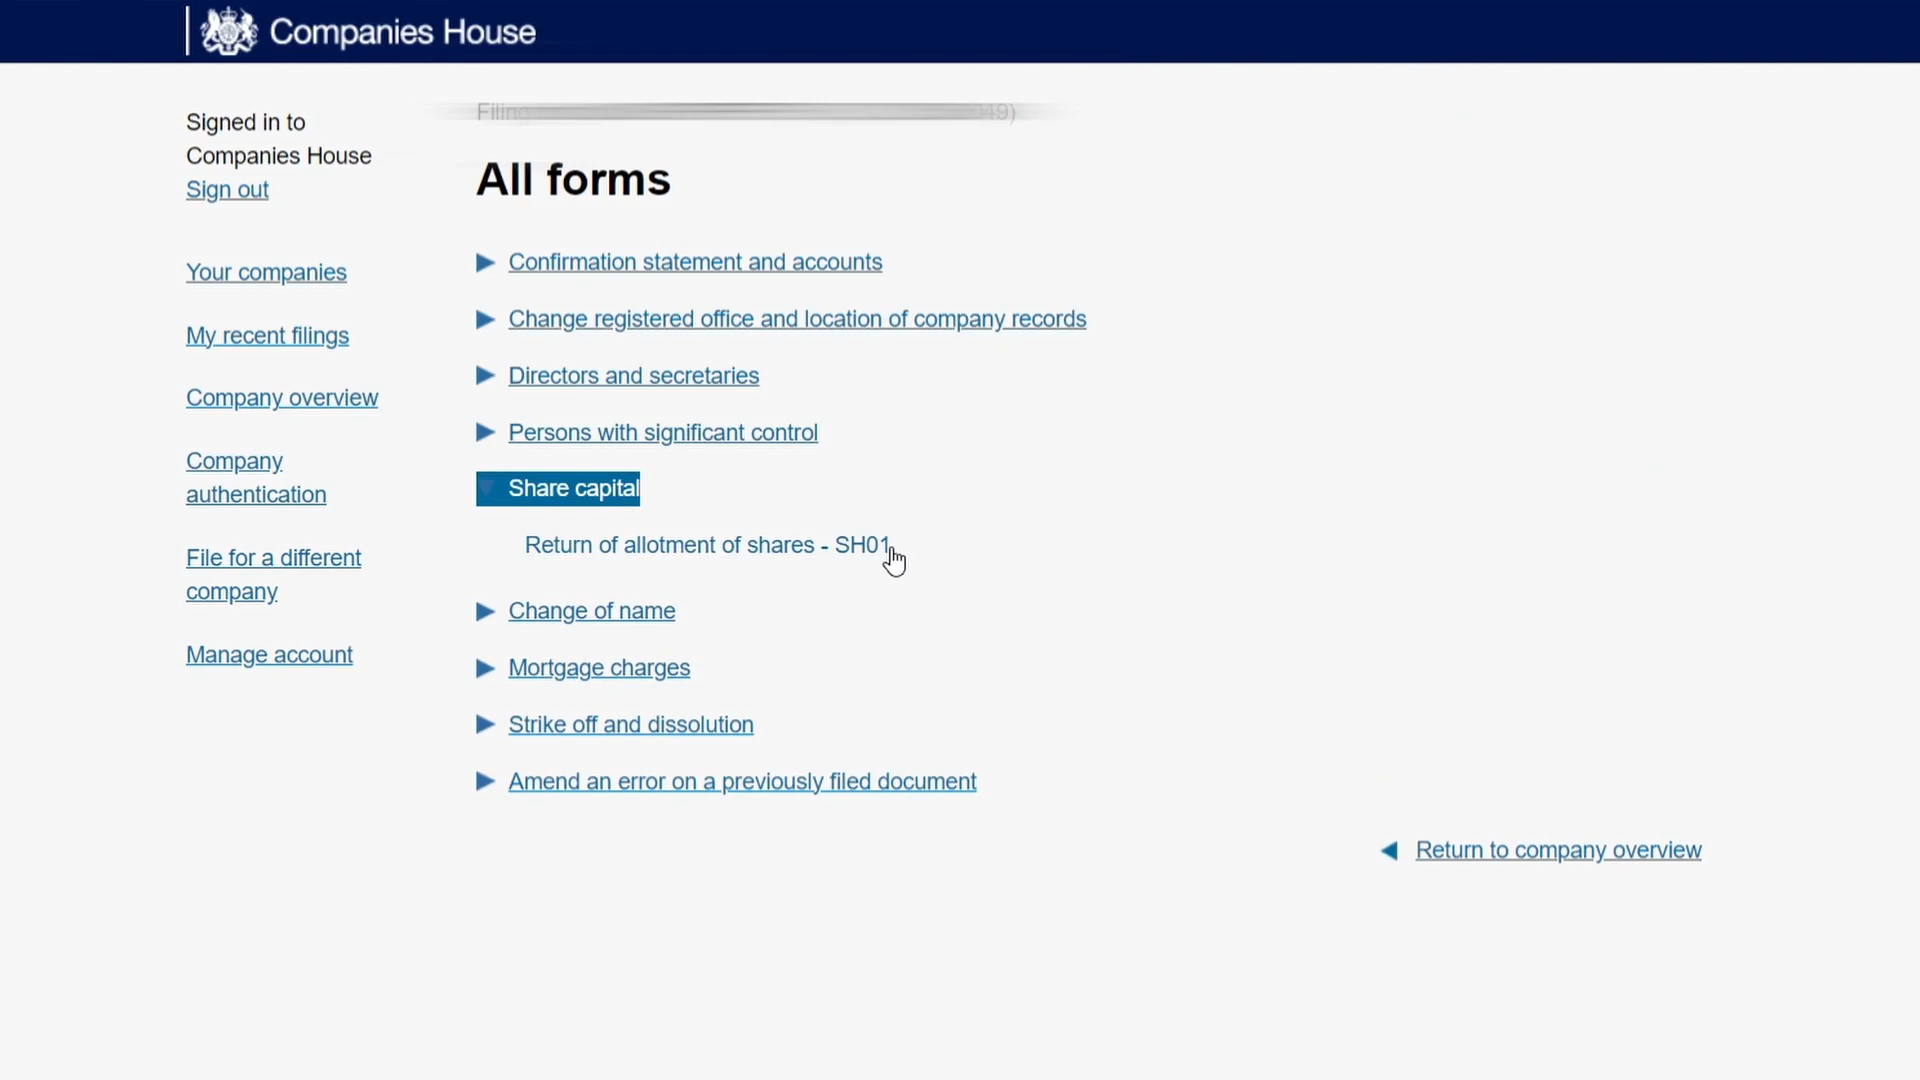 Companies House
Signed in to
Companies House
Sign out
Your companies
My recent filings
Company overview
Company
authentication
File for a different
company
Manage account
Filing 49)
All forms
Confirmation statement and accounts
Change registered office and location of company records
Directors and secretaries
Persons with significant control
Share capital
Return of allotment of shares - SH01
Change of name
Mortgage charges
Strike off and dissolution
Amend an error on a previously filed document
Return to company overview